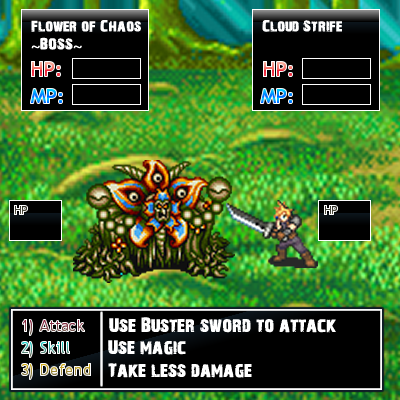 Flower of Chaos
~Boss~
HP:
MP:
Cloud Strife
HP:
MP:
HP
HP
1) Attack Use Buster sword to attack
2) Skill Use magic
3) Defend Take less damage